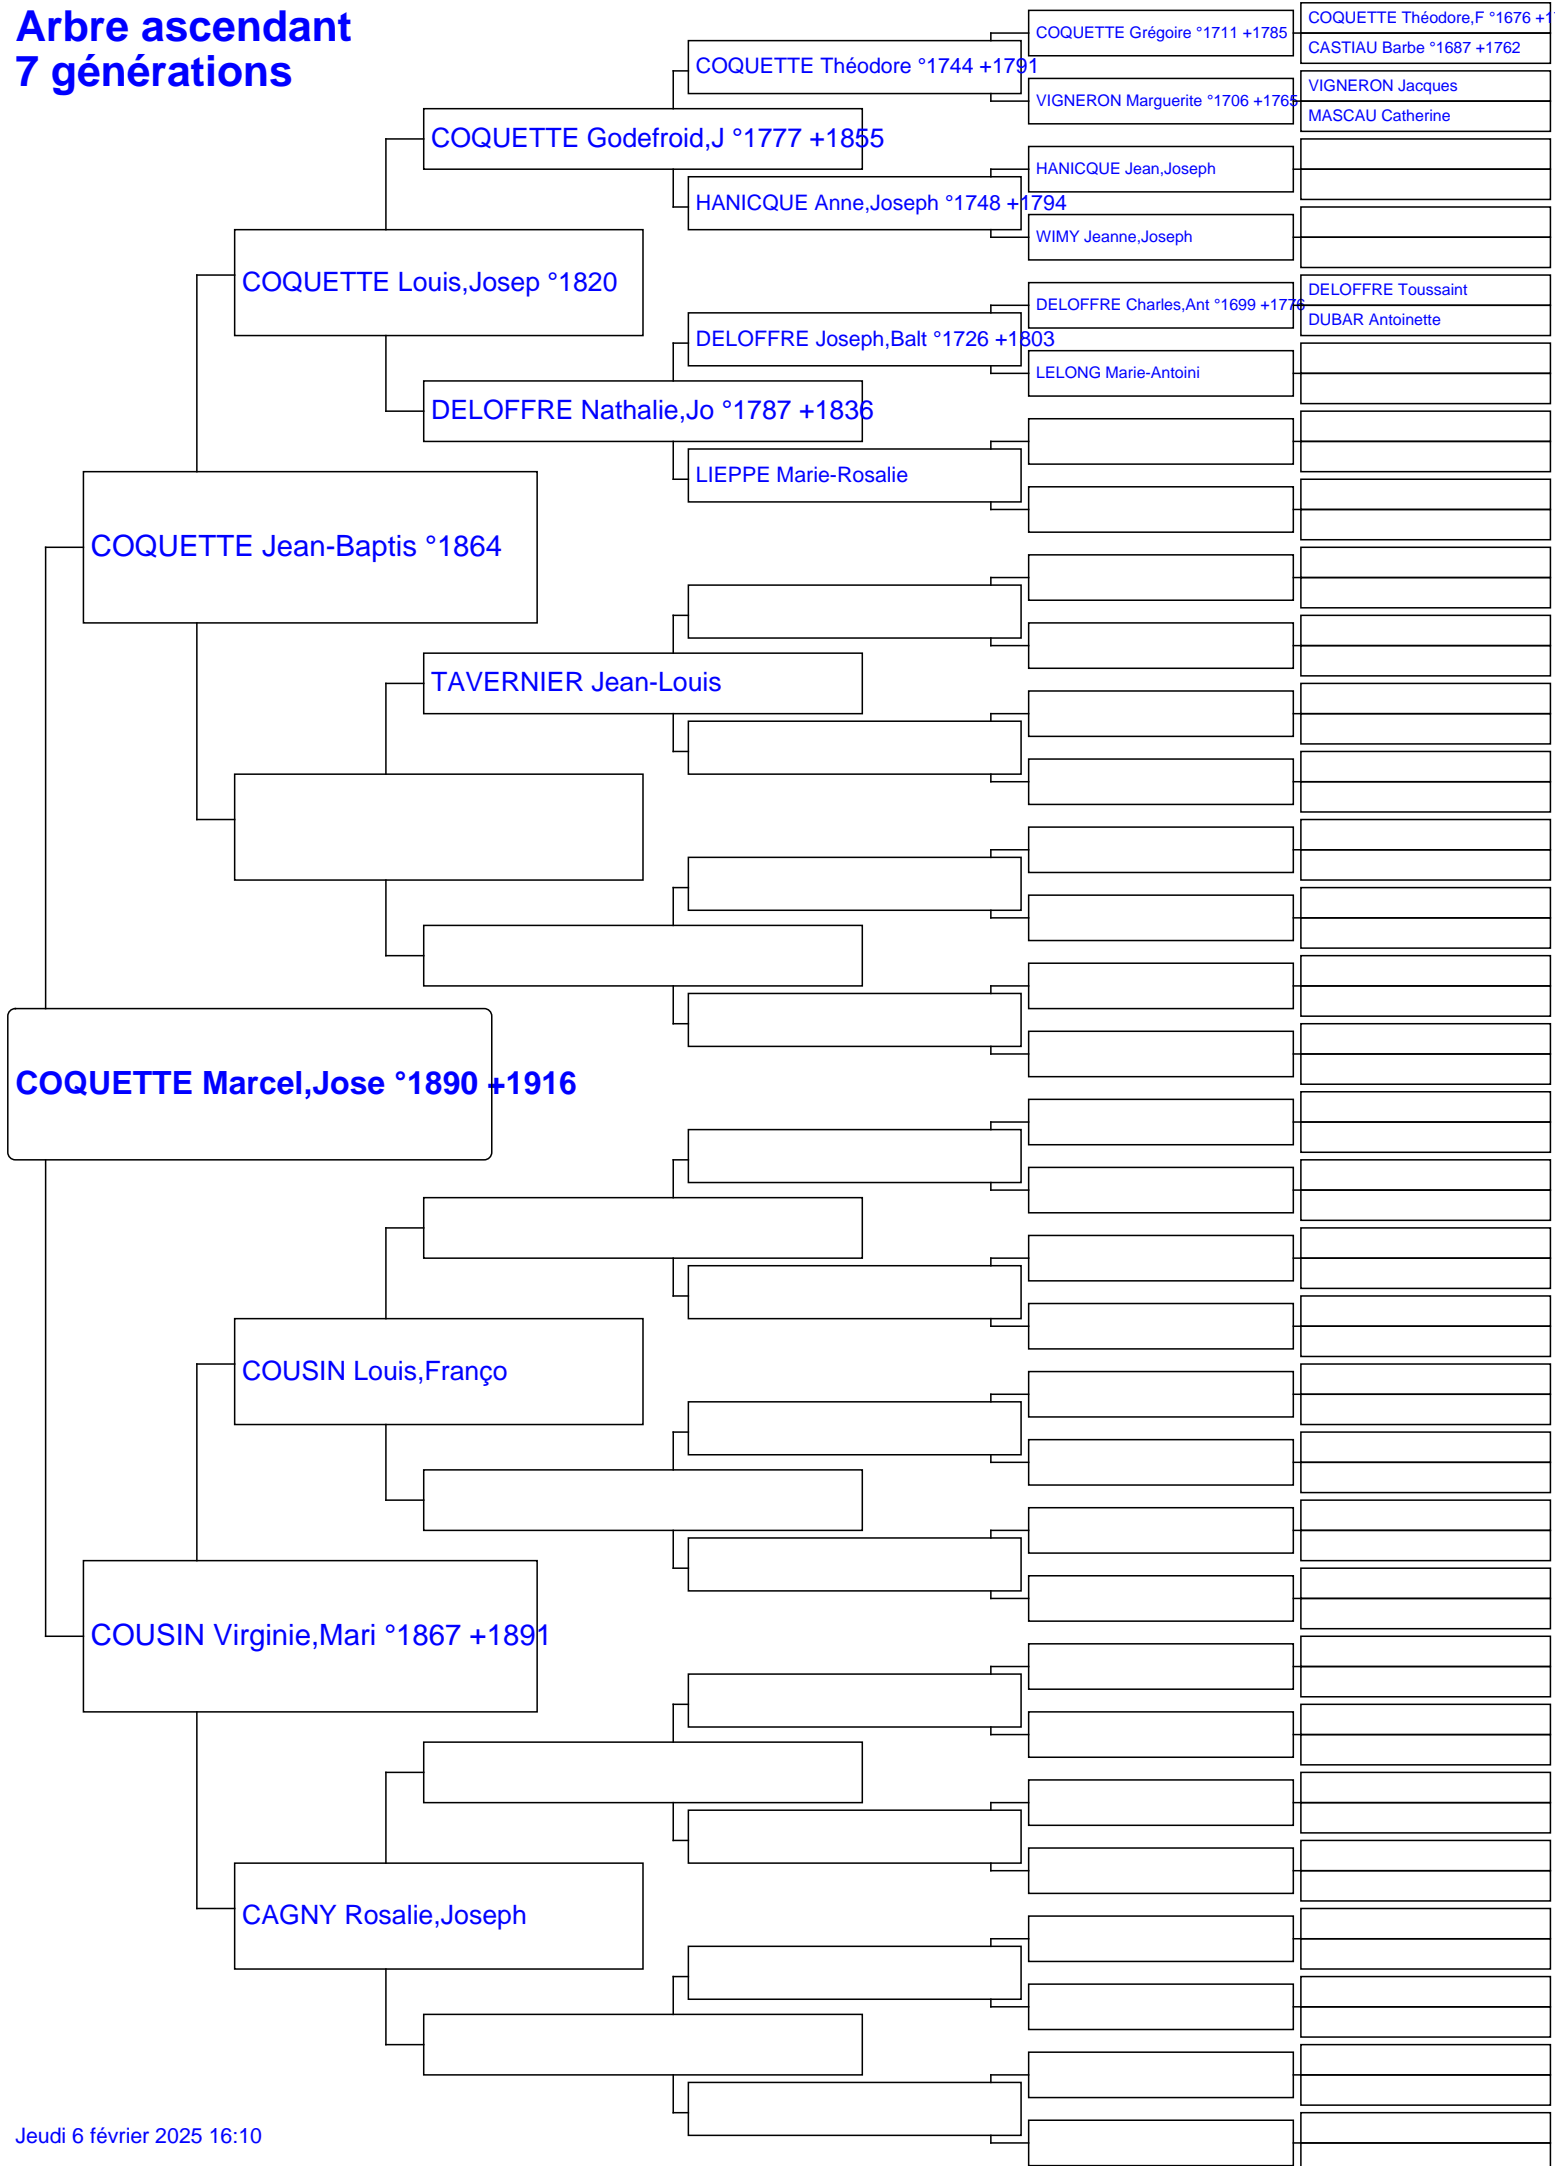 Arbre ascendant
7 générations
COQUETTE Théodore,F °1676 +1
COQUETTE Grégoire °1711 +1785
CASTIAU Barbe °1687 +1762
COQUETTE Théodore °1744 +1791
VIGNERON Jacques
VIGNERON Marguerite °1706 +1765
MASCAU Catherine
COQUETTE Godefroid,J °1777 +1855
HANICQUE Jean,Joseph
HANICQUE Anne,Joseph °1748 +1794
WIMY Jeanne,Joseph
COQUETTE Louis,Josep °1820
DELOFFRE Toussaint
DELOFFRE Charles,Ant °1699 +1776
DUBAR Antoinette
DELOFFRE Joseph,Balt °1726 +1803
LELONG Marie-Antoini
DELOFFRE Nathalie,Jo °1787 +1836
LIEPPE Marie-Rosalie
COQUETTE Jean-Baptis °1864
TAVERNIER Jean-Louis
COQUETTE Marcel,Jose °1890 +1916
COUSIN Louis,Franço
COUSIN Virginie,Mari °1867 +1891
CAGNY Rosalie,Joseph
Jeudi 6 février 2025 16:10